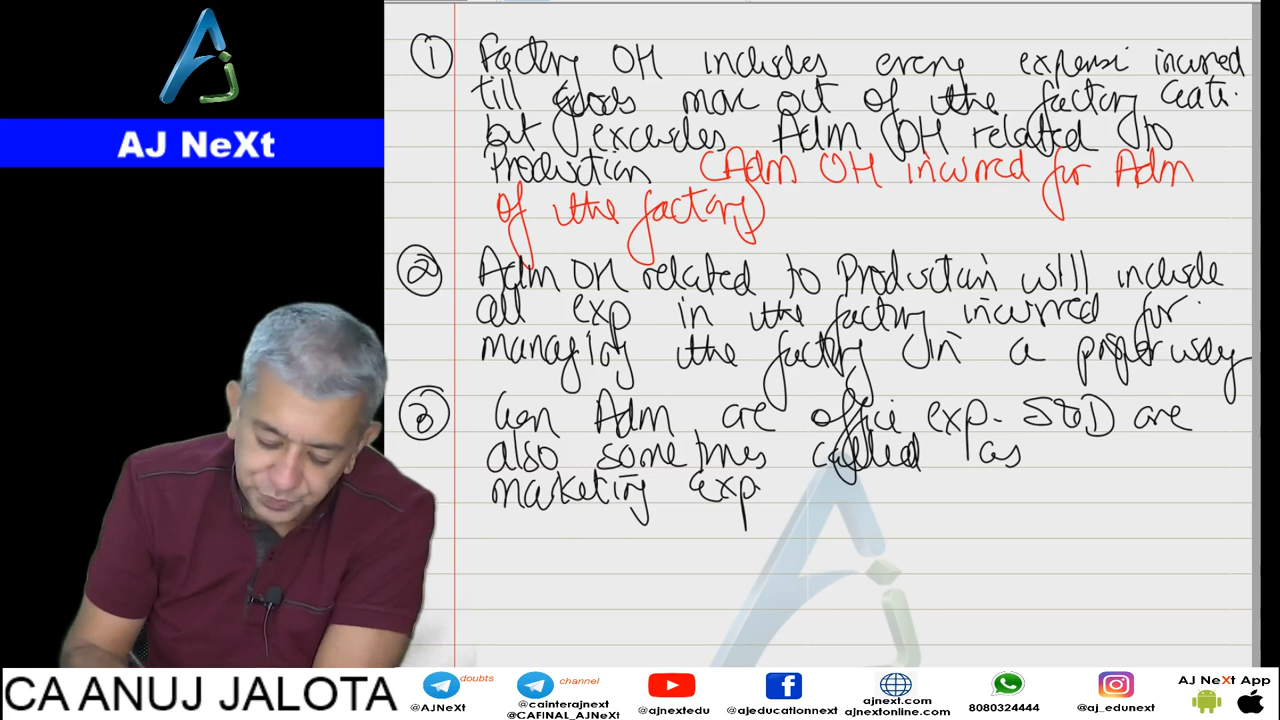 AJ NeXt
① Factory OH includes every expense incurred
till goods move out of the factory Gate.
but excludes Adm OH related to
Production (Adm OH incurred for Adm
of the factory)
② Adm OH related to Production will include
all exp in the factory incurred for
managing the factory in a proper way
③ Gen Adm are office exp. S&D are
also sometimes called as
marketing exp.
CA ANUJ JALOTA
doubts
@AJNeXt
channel
@cainterajnext
@CAFINAL_AJNeXt
@ajnextedu
@ajeducationnext
ajnext.com
ajnextonline.com
8080324444
@aj_edunext
AJ NeXt App